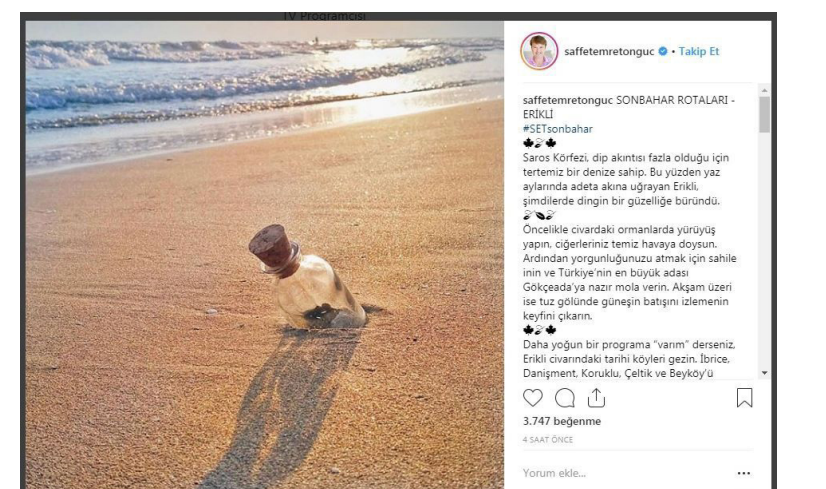 TV Programcısı
saffetemretonguc • Takip Et
saffetemretonguc SONBAHAR ROTALARI -
ERİKLİ
#SETsonbahar
Saros Körfezi, dip akıntısı fazla olduğu için
tertemiz bir denize sahip. Bu yüzden yaz
aylarında adeta akına uğrayan Erikli,
şimdilerde dingin bir güzelliğe büründü.
Öncelikle civardaki ormanlarda yürüyüş
yapın, ciğerleriniz temiz havaya doysun.
Ardından yorgunluğunuzu atmak için sahile
inin ve Türkiye'nin en büyük adası
Gökçeada'ya nazır mola verin. Akşam üzeri
ise tuz gölünde güneşin batışını izlemenin
keyfini çıkarın.
Daha yoğun bir programa "varım" derseniz,
Erikli civarındaki tarihi köyleri gezin. İbrice,
Danişment, Koruklu, Çeltik ve Beyköy'ü
3.747 beğenme
4 SAAT ÖNCE
Yorum ekle...